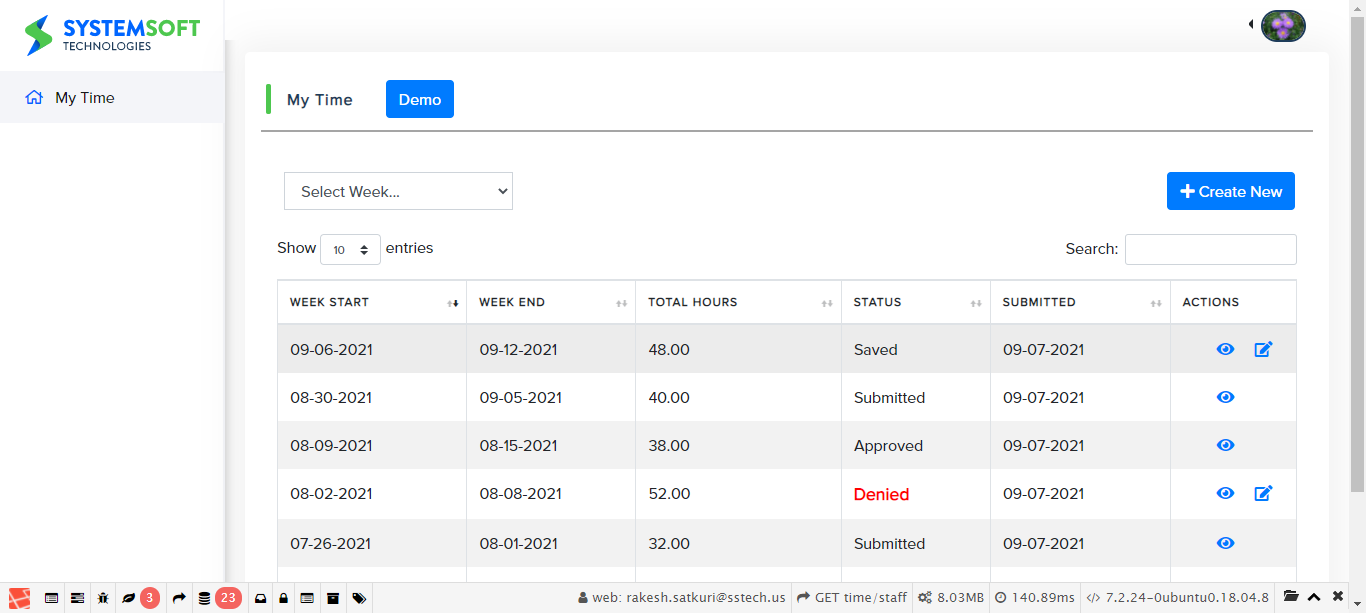 SYSTEMSOFT
TECHNOLOGIES
My Time
My Time
Demo
Select Week...
Create New
Show 10 entries
Search:
WEEK START WEEK END TOTAL HOURS STATUS SUBMITTED ACTIONS
09-06-2021 09-12-2021 48.00 Saved 09-07-2021
08-30-2021 09-05-2021 40.00 Submitted 09-07-2021
08-09-2021 08-15-2021 38.00 Approved 09-07-2021
08-02-2021 08-08-2021 52.00 Denied 09-07-2021
07-26-2021 08-01-2021 32.00 Submitted 09-07-2021
3 23 web: rakesh.satkuri@sstech.us GET time/staff 8.03MB 140.89ms </> 7.2.24-0ubuntu0.18.04.8